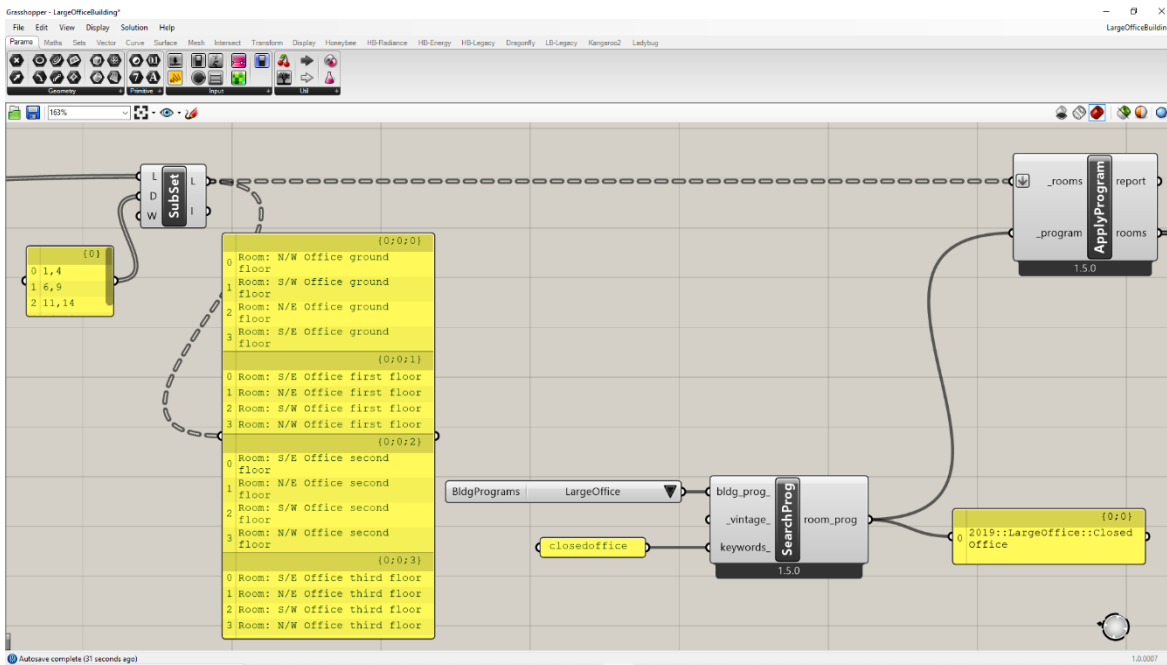 Grasshopper - LargeOfficeBuilding*
File Edit View Display Solution Help
LargeOfficeBuildin
Params Maths Sets Vector Curve Surface Mesh Intersect Transform Display Honeybee HB-Radiance HB-Energy HB-Legacy Dragonfly LB-Legacy Kangaroo2 Ladybug
Geometry Primitive Input Util
163%
L
D
W
SubSet
L
I
{0}
0 1,4
1 6,9
2 11,14
{0;0;0}
0 Room: N/W Office ground
floor
1 Room: S/W Office ground
floor
2 Room: N/E Office ground
floor
3 Room: S/E Office ground
floor
{0;0;1}
0 Room: S/E Office first floor
1 Room: N/E Office first floor
2 Room: S/W Office first floor
3 Room: N/W Office first floor
{0;0;2}
0 Room: S/E Office second
floor
1 Room: N/E Office second
floor
2 Room: S/W Office second
floor
3 Room: N/W Office second
floor
{0;0;3}
0 Room: S/E Office third floor
1 Room: N/E Office third floor
2 Room: S/W Office third floor
3 Room: N/W Office third floor
BldgPrograms LargeOffice
closedoffice
bldg_prog_
_vintage_
keywords_
SearchProg
room_prog
1.5.0
{0;0}
0 2019::LargeOffice::Closed
Office
_rooms
_program
ApplyProgram
report
rooms
1.5.0
Autosave complete (31 seconds ago)
1.0.0007